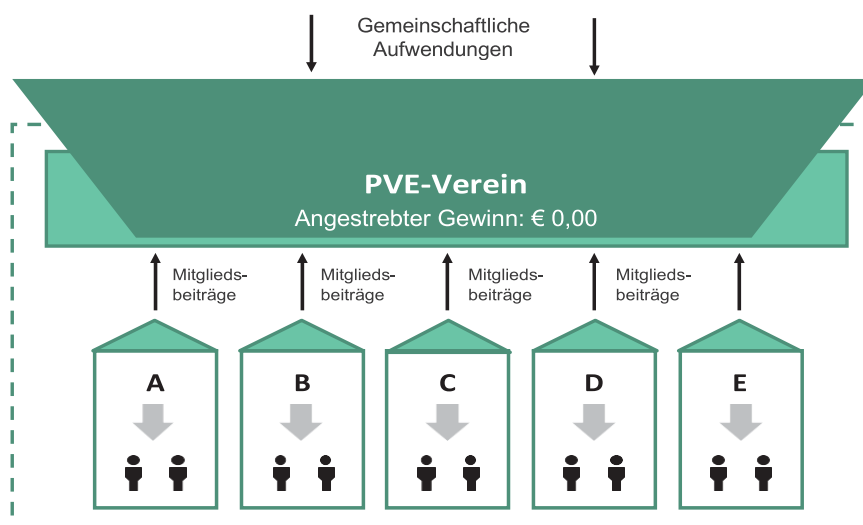 Gemeinschaftliche
Aufwendungen
PVE-Verein
Angestrebter Gewinn: € 0,00
Mitglieds-
beiträge
Mitglieds-
beiträge
Mitglieds-
beiträge
Mitglieds-
beiträge
A
B
C
D
E